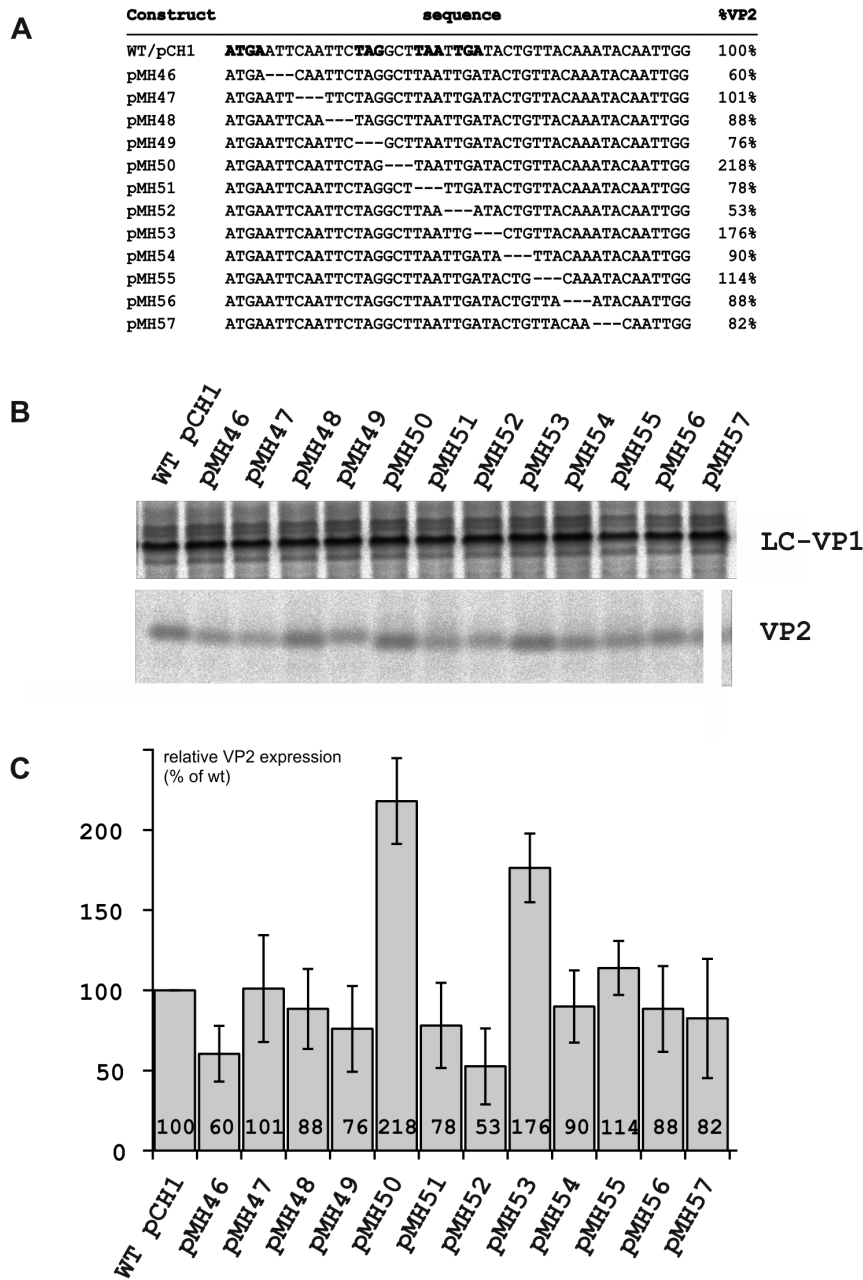 A
Construct sequence %VP2
WT/pCH1 ATGAATTCAATTCTAGGCTTAATTGATACTGTTACAAATACAATTGG 100%
pMH46 ATGA---CAATTCTAGGCTTAATTGATACTGTTACAAATACAATTGG 60%
pMH47 ATGAATT---TTCTAGGCTTAATTGATACTGTTACAAATACAATTGG 101%
pMH48 ATGAATTCAA---TAGGCTTAATTGATACTGTTACAAATACAATTGG 88%
pMH49 ATGAATTCAATTC---GCTTAATTGATACTGTTACAAATACAATTGG 76%
pMH50 ATGAATTCAATTCTAG---TAATTGATACTGTTACAAATACAATTGG 218%
pMH51 ATGAATTCAATTCTAGGCT---TTGATACTGTTACAAATACAATTGG 78%
pMH52 ATGAATTCAATTCTAGGCTTAA---ATACTGTTACAAATACAATTGG 53%
pMH53 ATGAATTCAATTCTAGGCTTAATTG---CTGTTACAAATACAATTGG 176%
pMH54 ATGAATTCAATTCTAGGCTTAATTGATA---TTACAAATACAATTGG 90%
pMH55 ATGAATTCAATTCTAGGCTTAATTGATACTG---CAAATACAATTGG 114%
pMH56 ATGAATTCAATTCTAGGCTTAATTGATACTGTTA---ATACAATTGG 88%
pMH57 ATGAATTCAATTCTAGGCTTAATTGATACTGTTACAA---CAATTGG 82%
B
WT pCH1 pMH46 pMH47 pMH48 pMH49 pMH50 pMH51 pMH52 pMH53 pMH54 pMH55 pMH56 pMH57
LC-VP1
VP2
C
relative VP2 expression
(% of wt)
200
150
100
50
0
100 60 101 88 76 218 78 53 176 90 114 88 82
WT pCH1 pMH46 pMH47 pMH48 pMH49 pMH50 pMH51 pMH52 pMH53 pMH54 pMH55 pMH56 pMH57